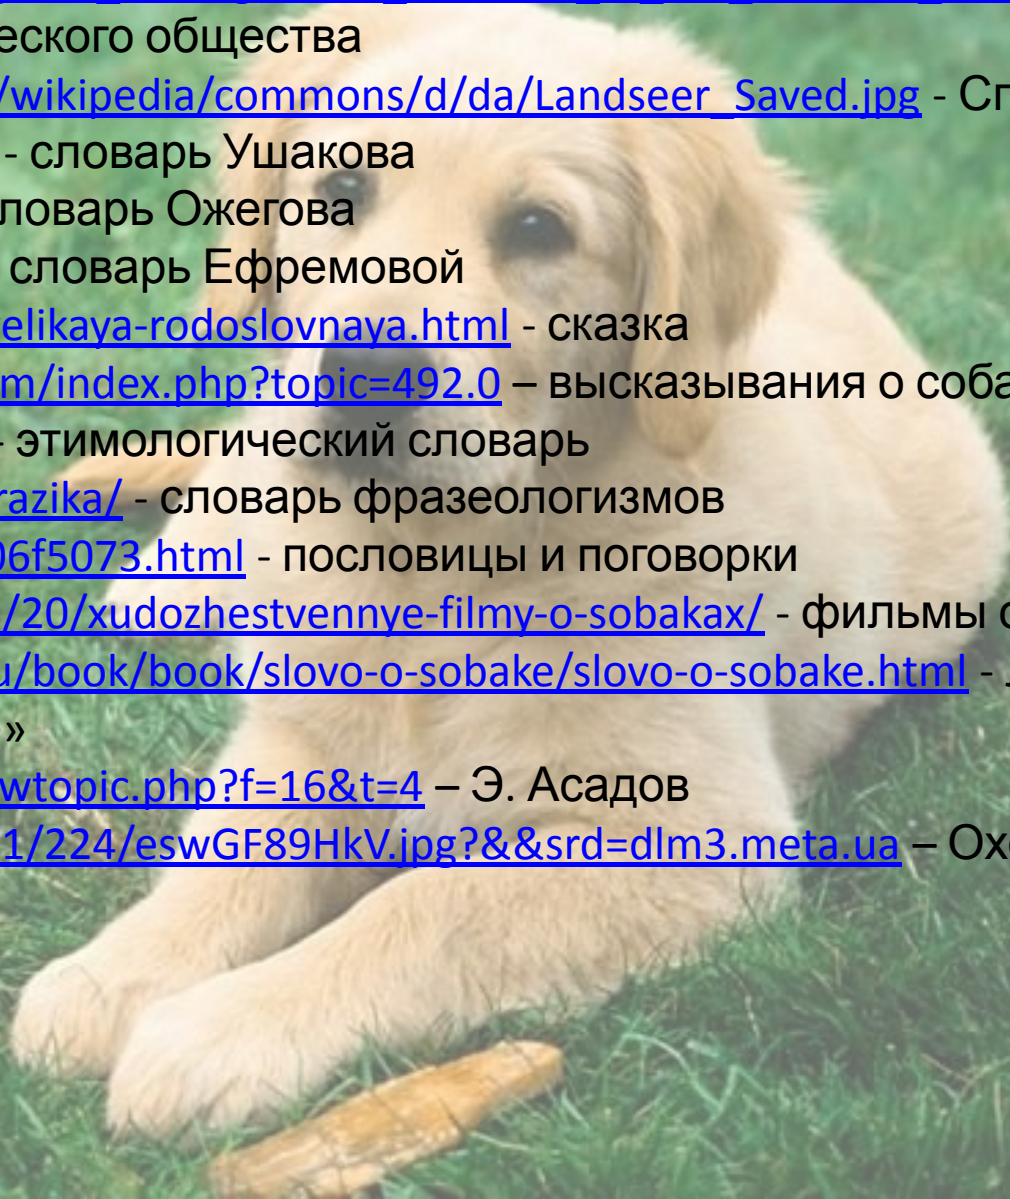 еского общества
/wikipedia/commons/d/da/Landseer_Saved.jpg - Сп
- словарь Ушакова
ловарь Ожегова
словарь Ефремовой
elikaya-rodoslovnaya.html - сказка
m/index.php?topic=492.0 – высказывания о соба
- этимологический словарь
razika/ - словарь фразеологизмов
06f5073.html - пословицы и поговорки
/20/xudozhestvennye-filmy-o-sobakax/ - фильмы о
u/book/book/slovo-o-sobake/slovo-o-sobake.html -
»
wtopic.php?f=16&t=4 – Э. Асадов
1/224/eswGF89HkV.jpg?&&srd=dlm3.meta.ua – Ох